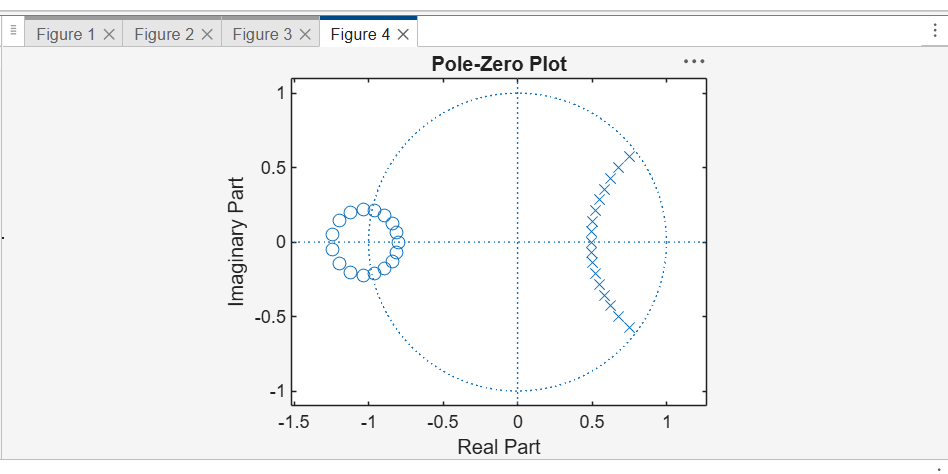 Figure 1 × Figure 2 × Figure 3 × Figure 4 ×
Pole-Zero Plot
1
0.5
0
-0.5
-1
Imaginary Part
-1.5 -1 -0.5 0 0.5 1
Real Part